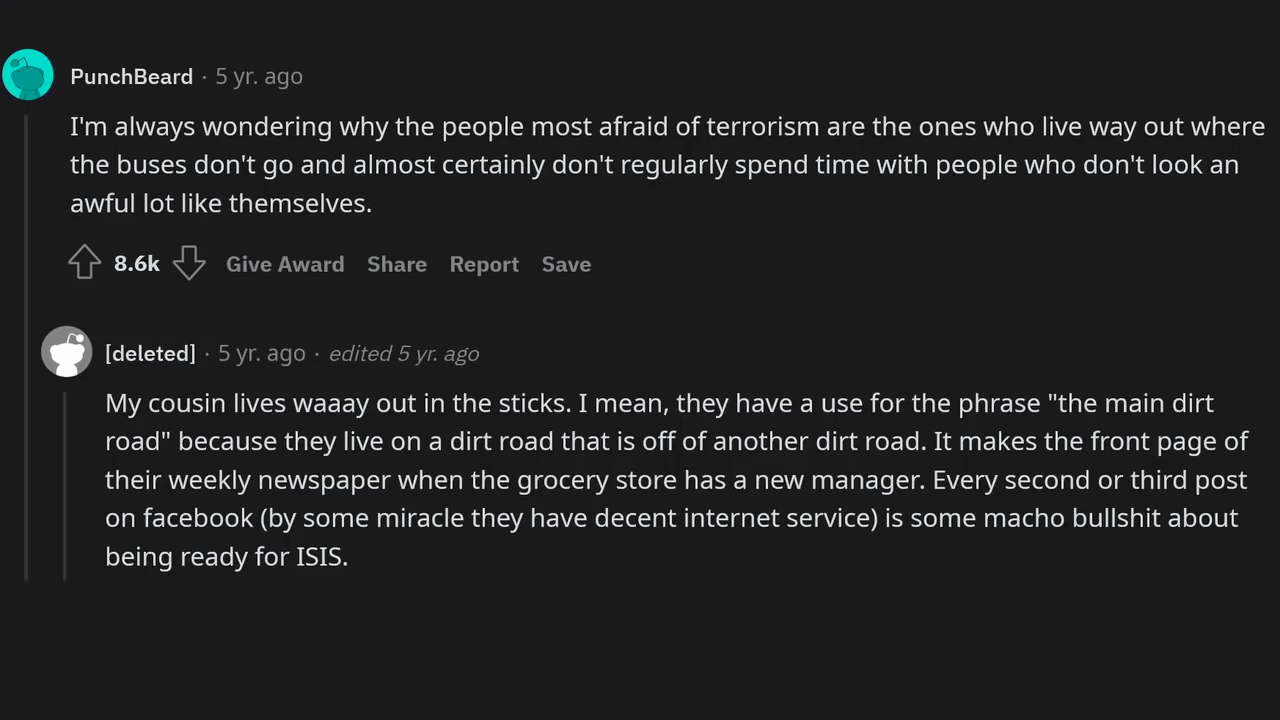 PunchBeard · 5 yr. ago
I'm always wondering why the people most afraid of terrorism are the ones who live way out where
the buses don't go and almost certainly don't regularly spend time with people who don't look an
awful lot like themselves.
8.6k Give Award Share Report Save
[deleted] · 5 yr. ago · edited 5 yr. ago
My cousin lives waaay out in the sticks. I mean, they have a use for the phrase "the main dirt
road" because they live on a dirt road that is off of another dirt road. It makes the front page of
their weekly newspaper when the grocery store has a new manager. Every second or third post
on facebook (by some miracle they have decent internet service) is some macho bullshit about
being ready for ISIS.